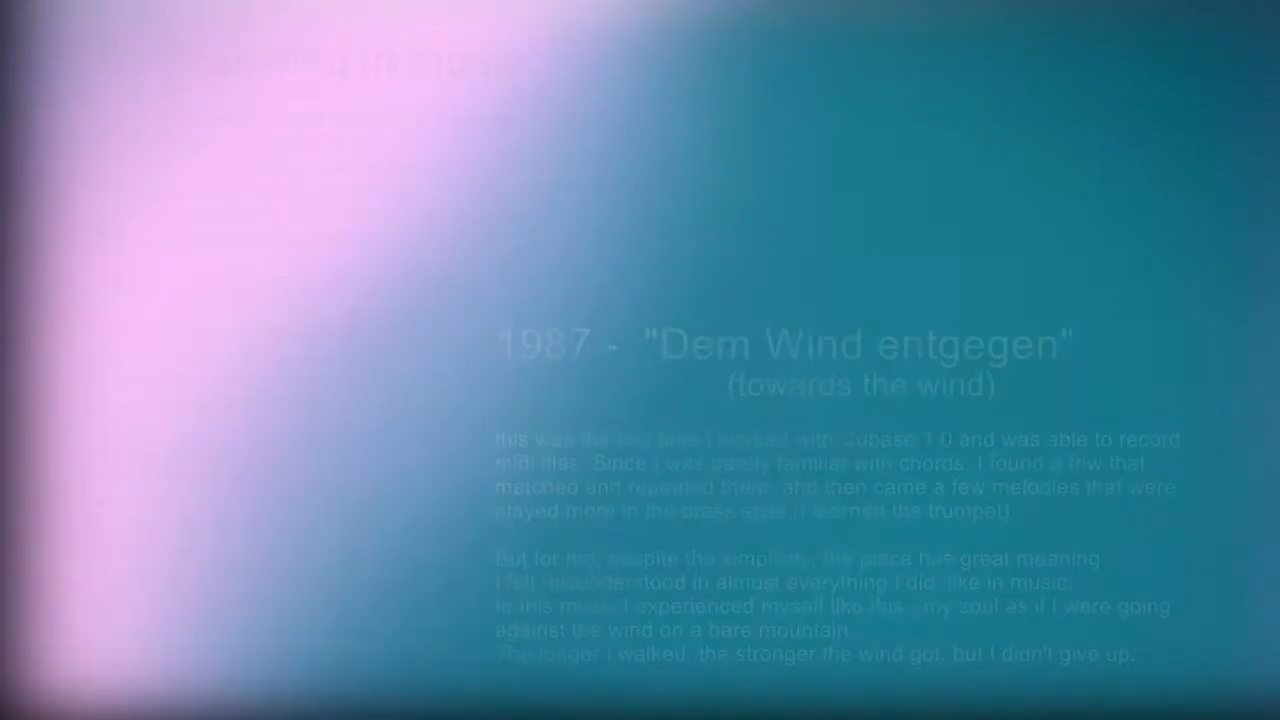 in music
1987 - "Dem Wind entgegen"
(towards the wind)
this was the first time I worked with Cubase 1.0 and was able to record
midi files. Since I was barely familiar with chords, I found a few that
matched and repeated them, and then came a few melodies that were
played more in the brass style (I learned the trumpet)
But for me, despite the simplicity, the piece has great meaning
I felt misunderstood in almost everything I did, like in music.
In this music I experienced myself like this - my soul as if I were going
against the wind on a bare mountain
The longer I walked, the stronger the wind got, but I didn't give up.